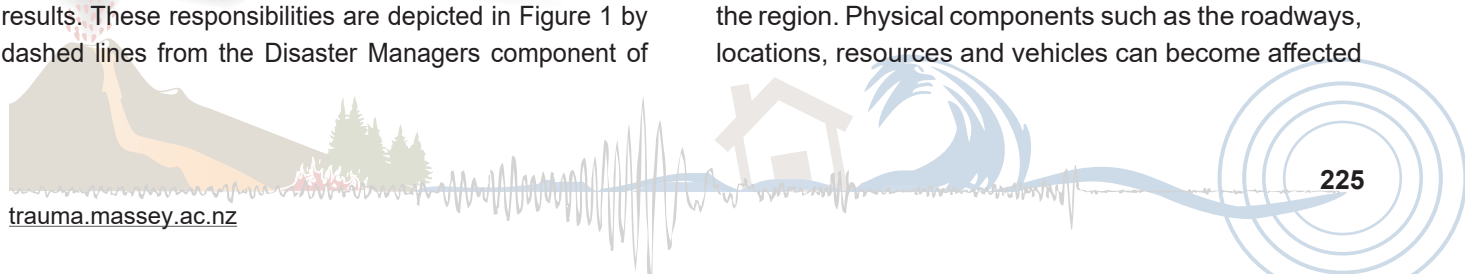 results. These responsibilities are depicted in Figure 1 by
dashed lines from the Disaster Managers component of
the region. Physical components such as the roadways,
locations, resources and vehicles can become affected
225
trauma.massey.ac.nz